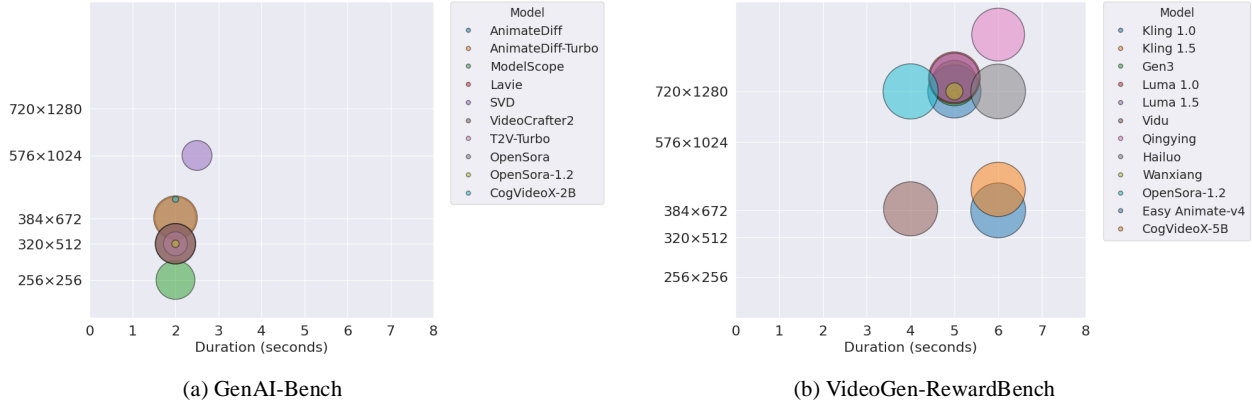 720×1280
576×1024
384×672
320×512
256×256
0 1 2 3 4 5 6 7 8
Duration (seconds)
Model
AnimateDiff
AnimateDiff-Turbo
ModelScope
Lavie
SVD
VideoCrafter2
T2V-Turbo
OpenSora
OpenSora-1.2
CogVideoX-2B
(a) GenAI-Bench
720×1280
576×1024
384×672
320×512
256×256
0 1 2 3 4 5 6 7 8
Duration (seconds)
Model
Kling 1.0
Kling 1.5
Gen3
Luma 1.0
Luma 1.5
Vidu
Qingying
Hailuo
Wanxiang
OpenSora-1.2
Easy Animate-v4
CogVideoX-5B
(b) VideoGen-RewardBench